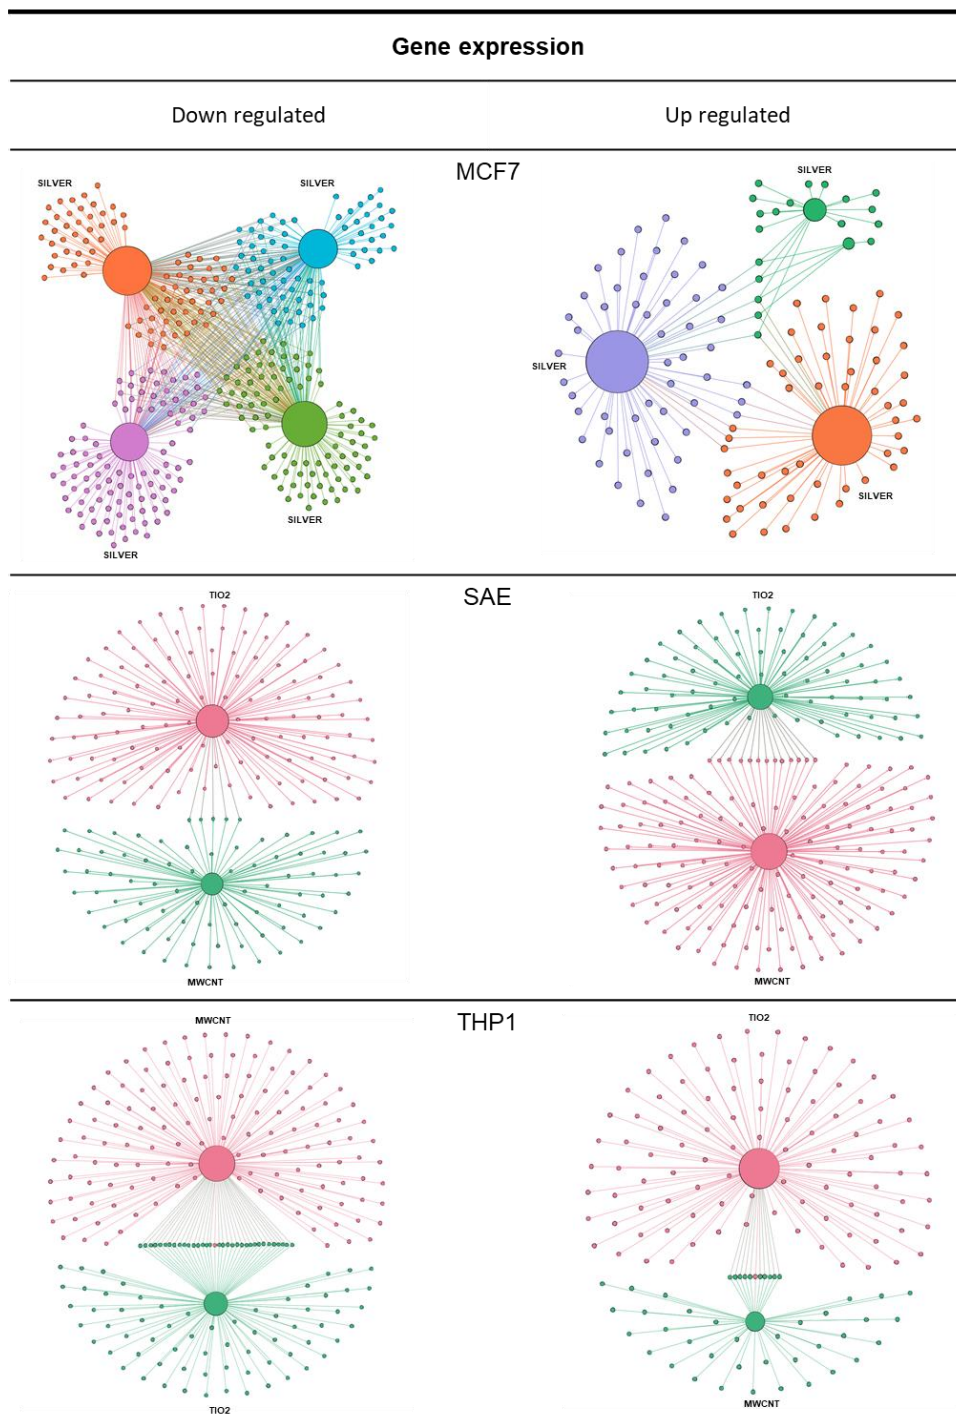 Gene expression
Down regulated
Up regulated
MCF7
SILVER
SILVER
SILVER
SILVER
SILVER
SILVER
SILVER
SAE
TIO2
MWCNT
TIO2
MWCNT
THP1
MWCNT
TIO2
TIO2
MWCNT